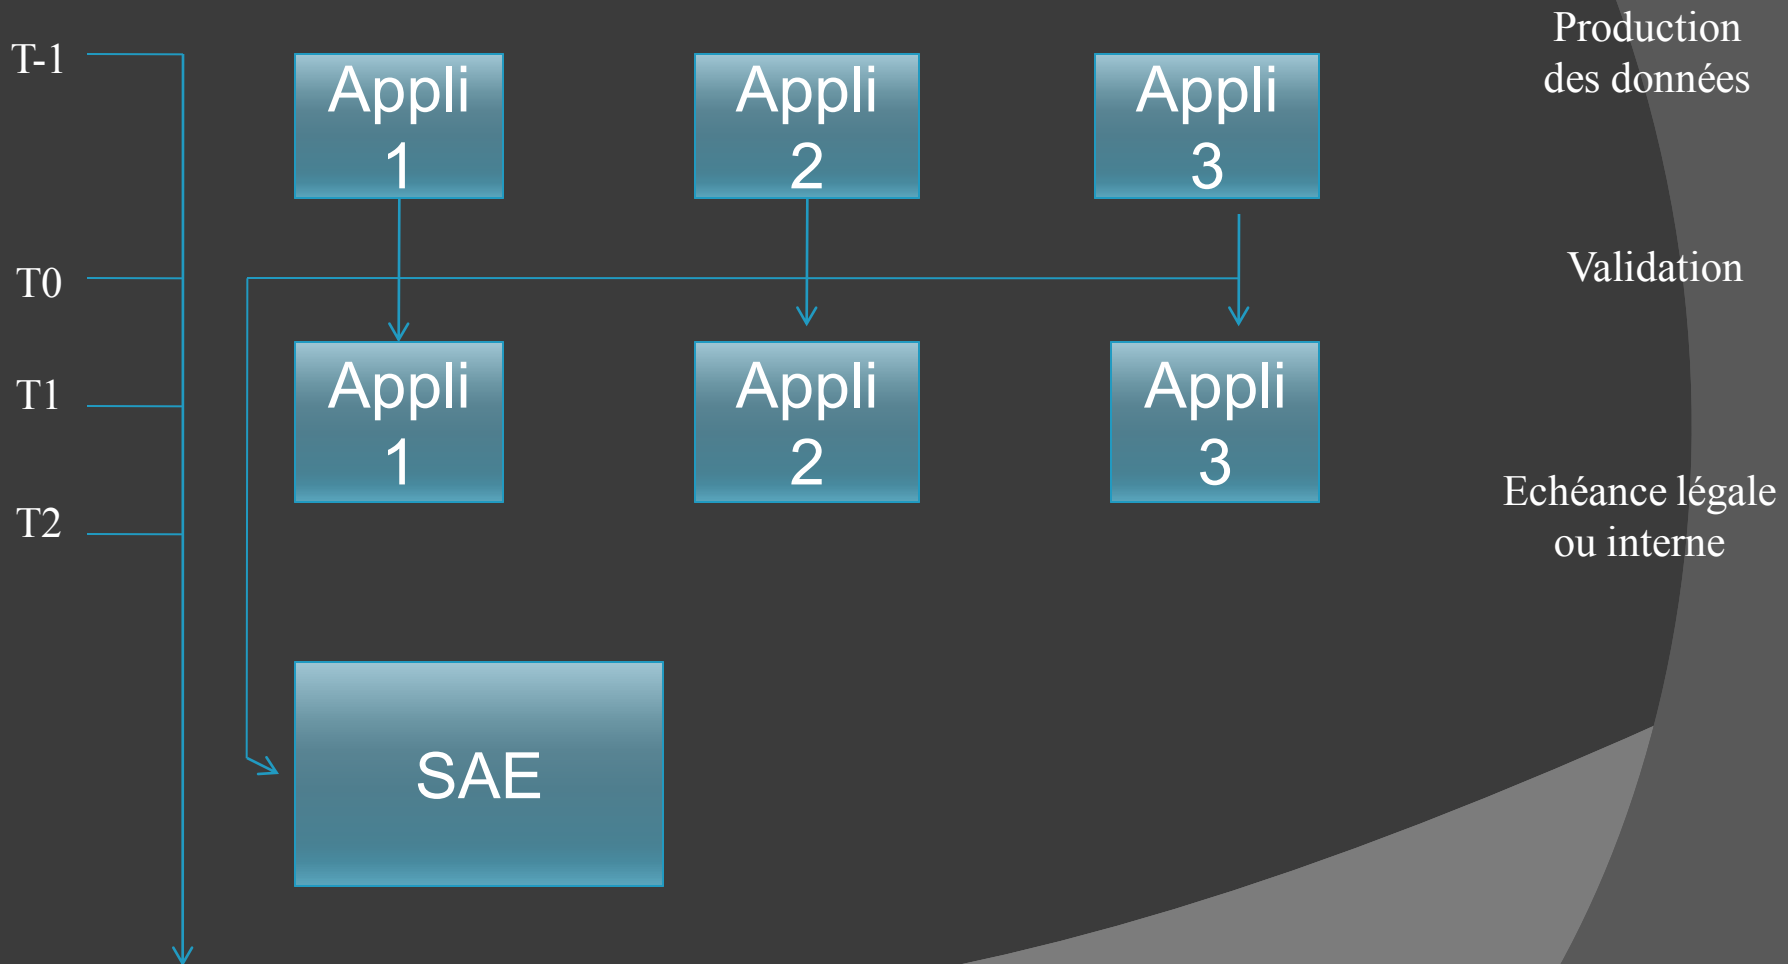 T-1
Appli
1
Appli
2
Appli
3
Production
des données
T0
Validation
T1
Appli
1
Appli
2
Appli
3
T2
Echéance légale
ou interne
SAE